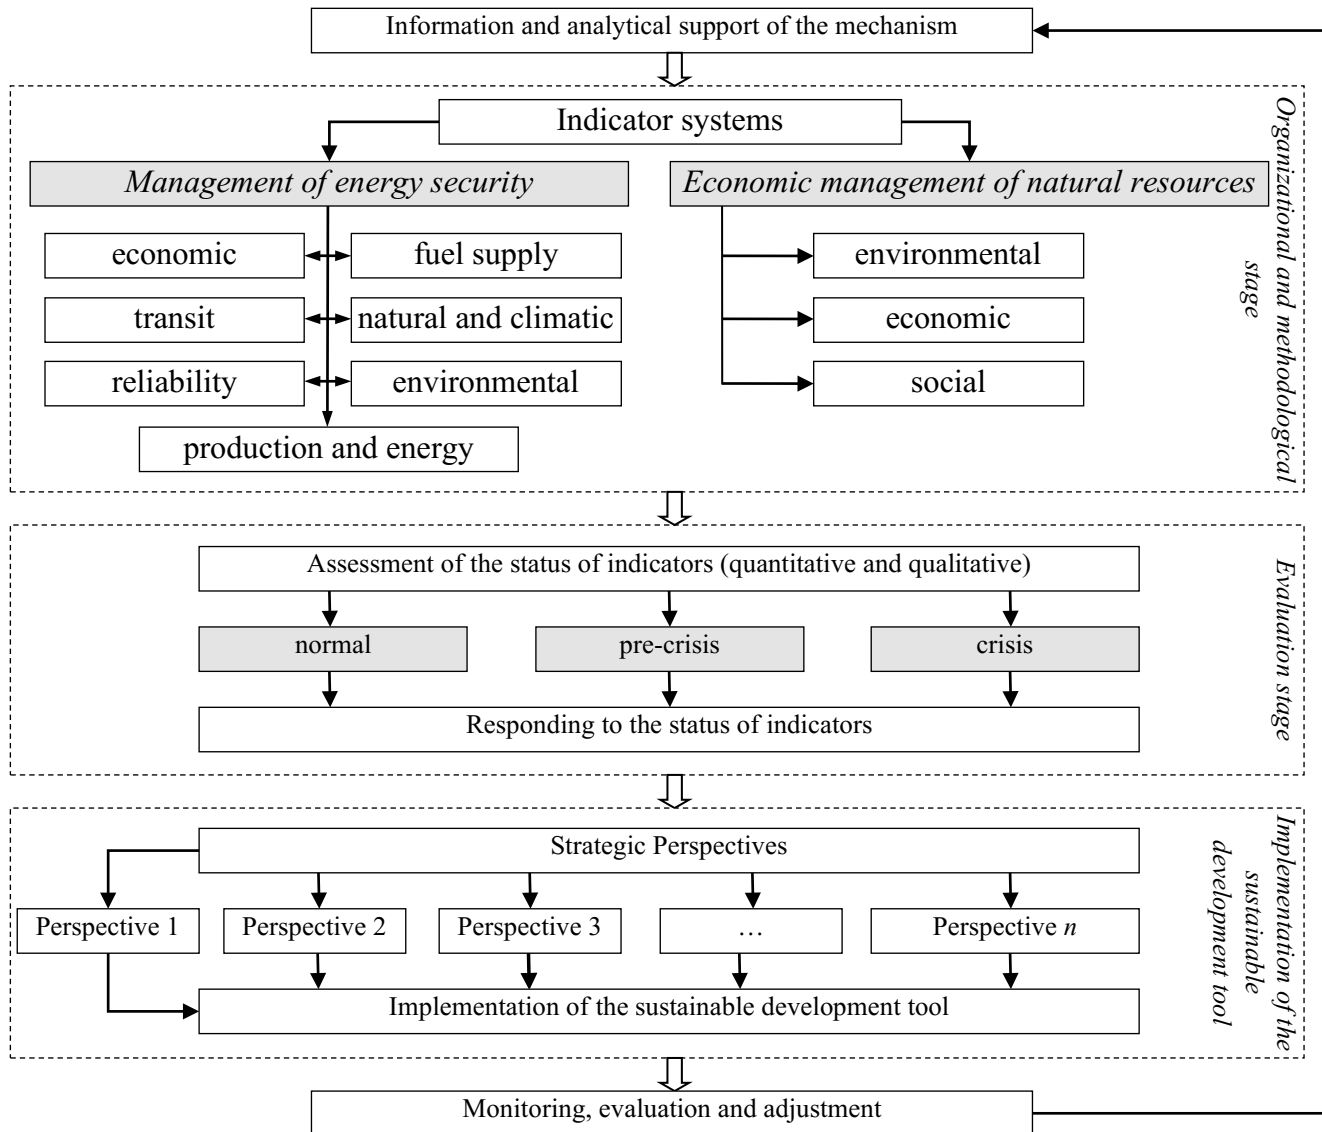 Information and analytical support of the mechanism
Indicator systems
Management of energy security
Economic management of natural resources
economic
fuel supply
environmental
transit
natural and climatic
economic
reliability
environmental
social
production and energy
Organizational and methodological
stage
Assessment of the status of indicators (quantitative and qualitative)
normal
pre-crisis
crisis
Responding to the status of indicators
Evaluation stage
Strategic Perspectives
Perspective 1
Perspective 2
Perspective 3
…
Perspective n
Implementation of the sustainable development tool
Implementation of the
sustainable
development tool
Monitoring, evaluation and adjustment